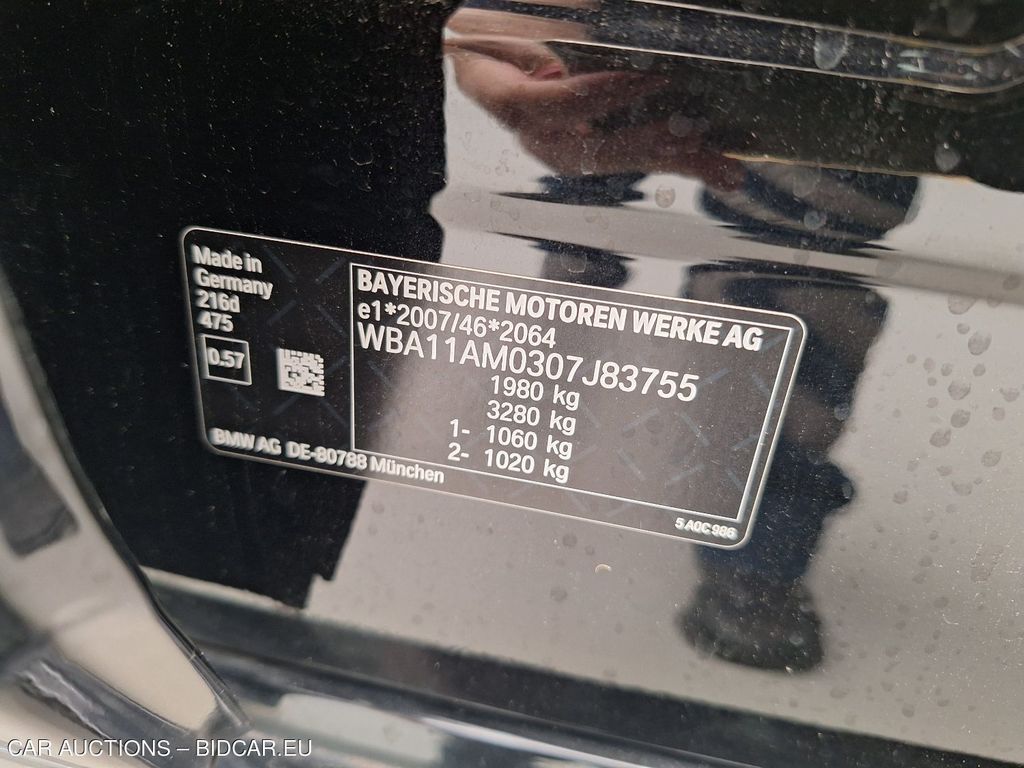 Made in
Germany
216d
475
0.57
BMW AG DE-80788 München
BAYERISCHE MOTOREN WERKE AG
e1*2007/46*2064
WBA11AM0307J83755
1980 kg
3280 kg
1- 1060 kg
2- 1020 kg
5 A0C 986
CAR AUCTIONS – BIDCAR.EU